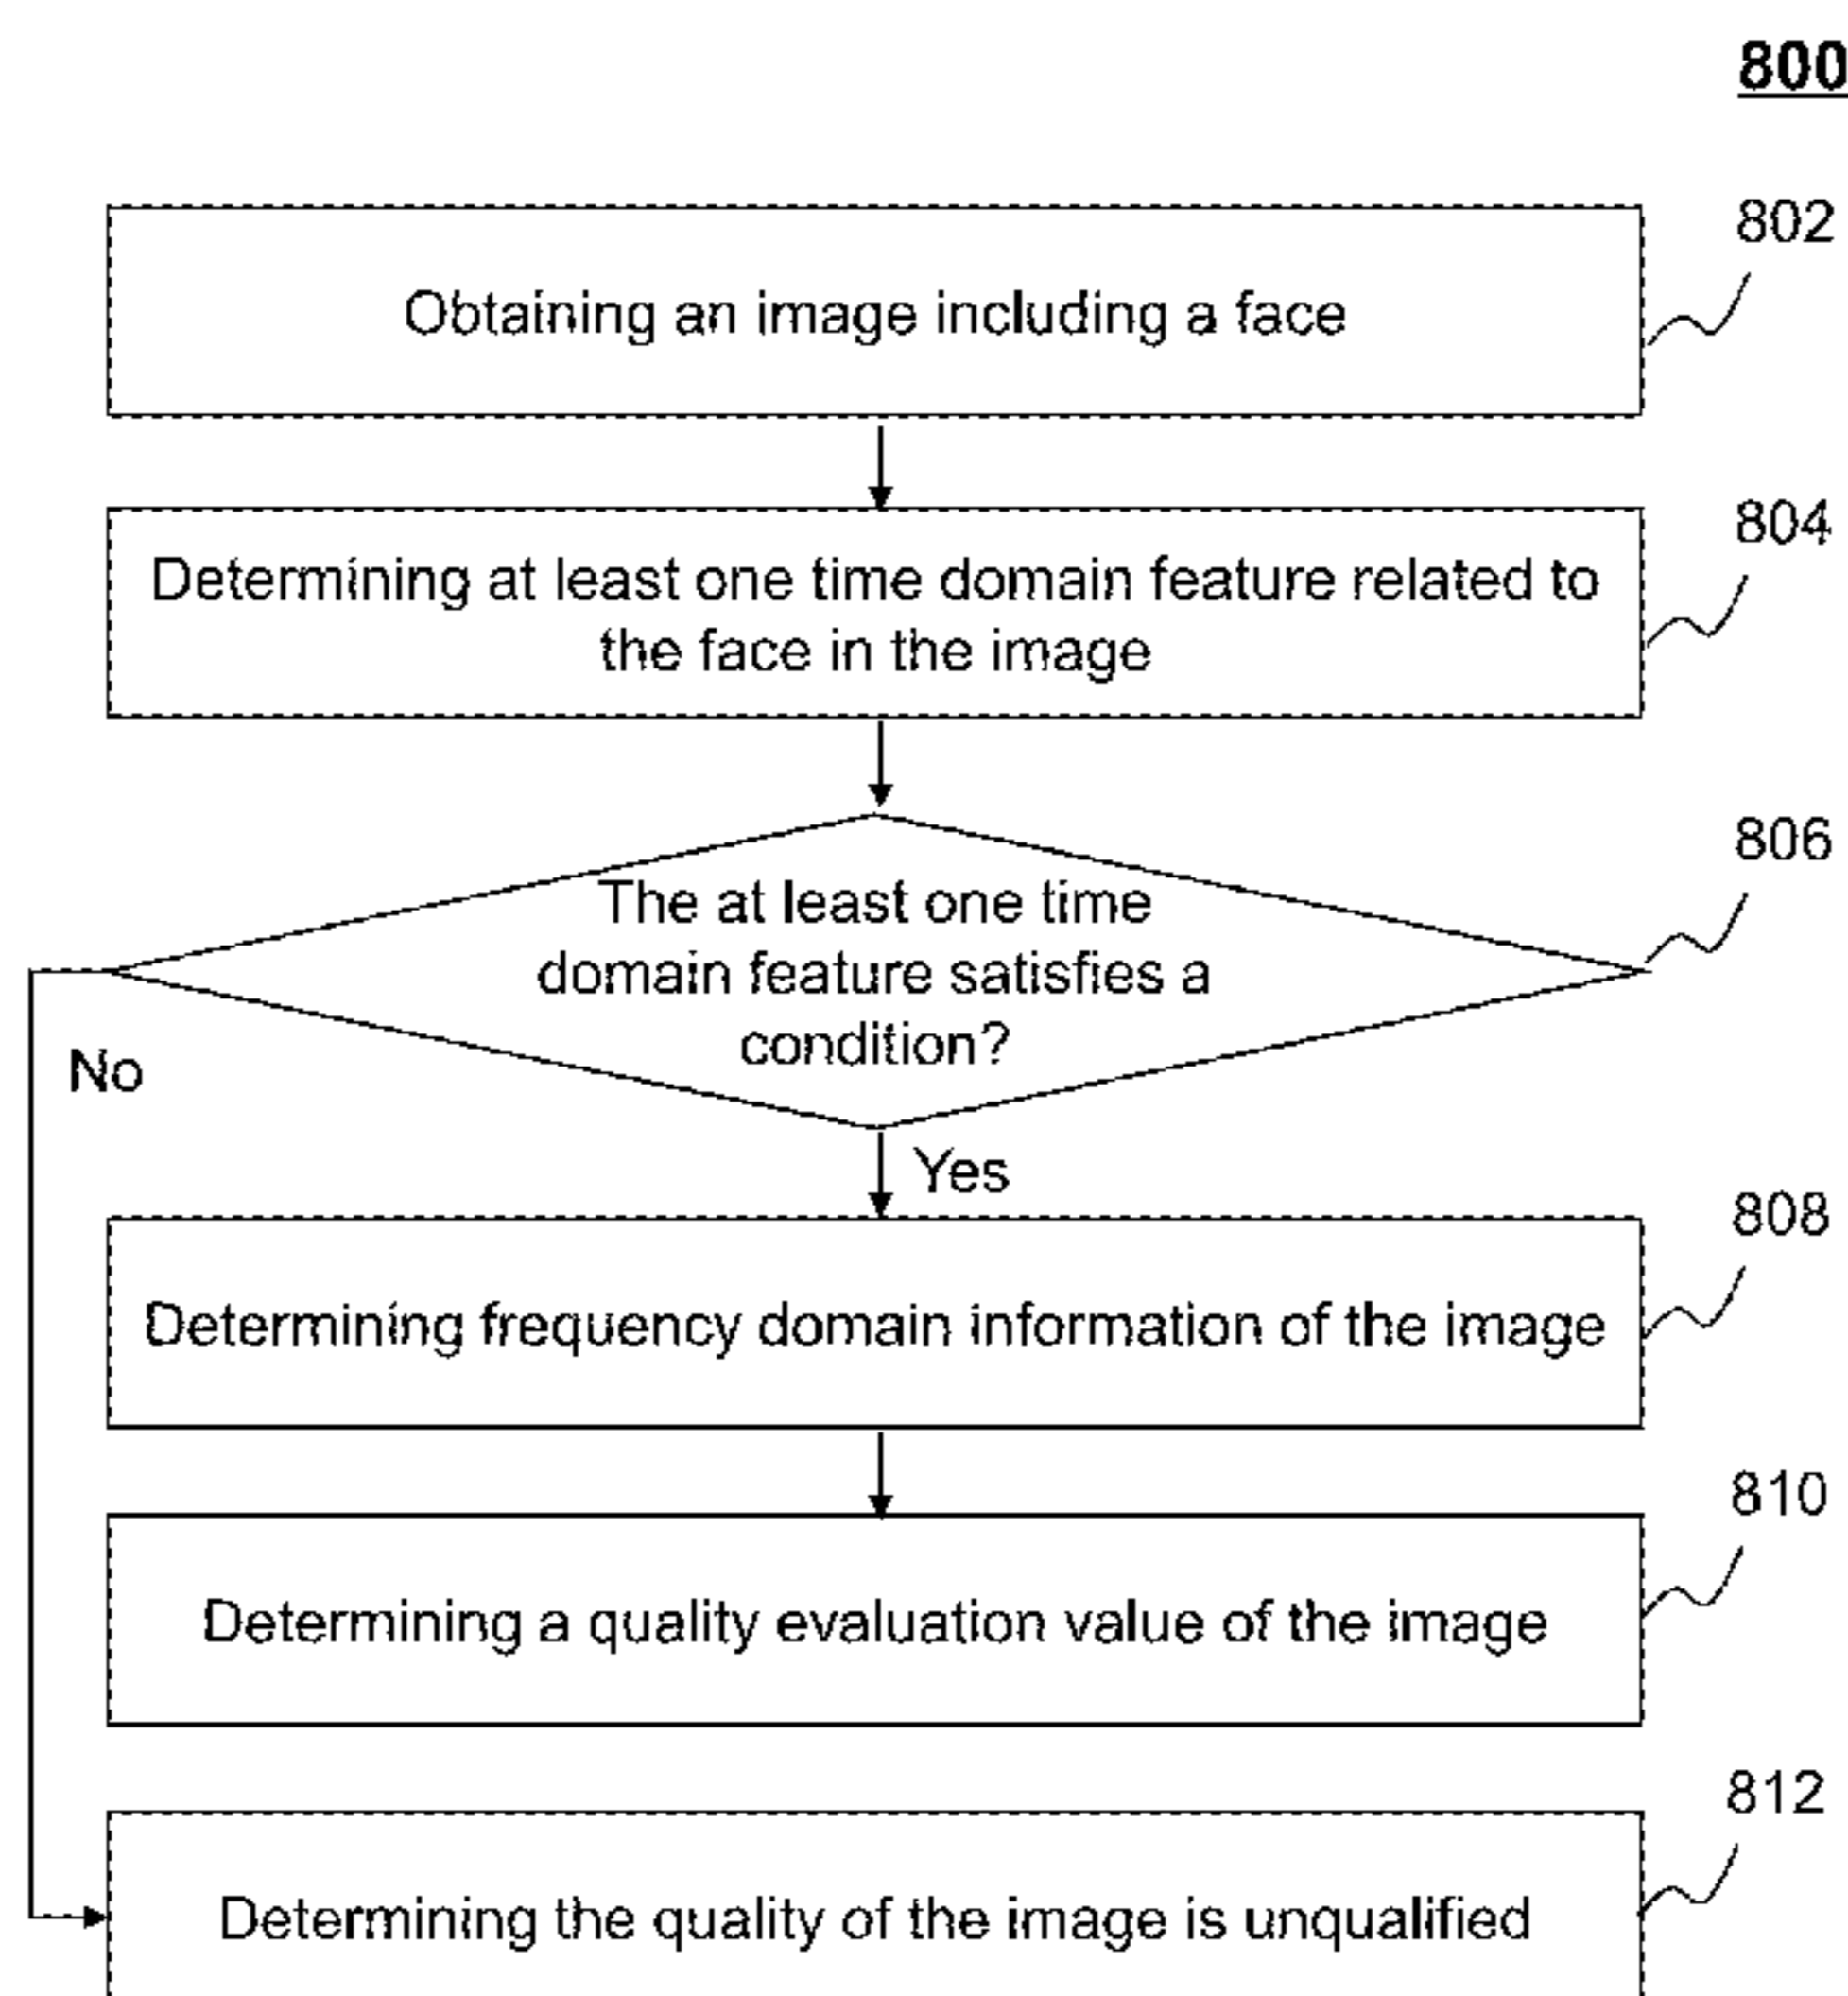 800
802
Obtaining an image including a face
804
Determining at least one time domain feature related to
the face in the image
806
The at least one time
domain feature satisfies a
condition?
No
Yes
808
Determining frequency domain information of the image
810
Determining a quality evaluation value of the image
812
Determining the quality of the image is unqualified